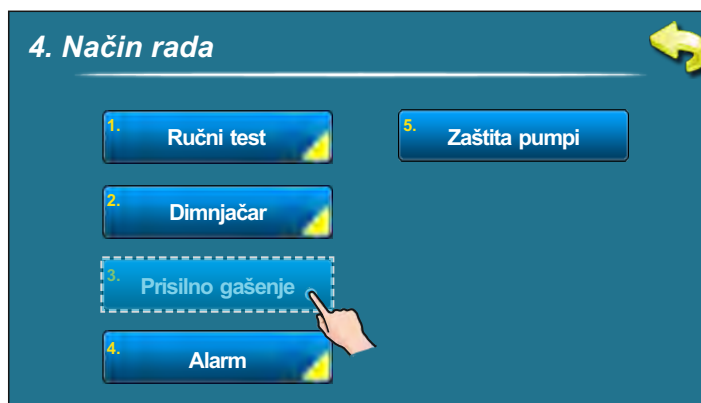 4. Način rada
1. Ručni test
2. Dimnjačar
3. Prisilno gašenje
4. Alarm
5. Zaštita pumpi